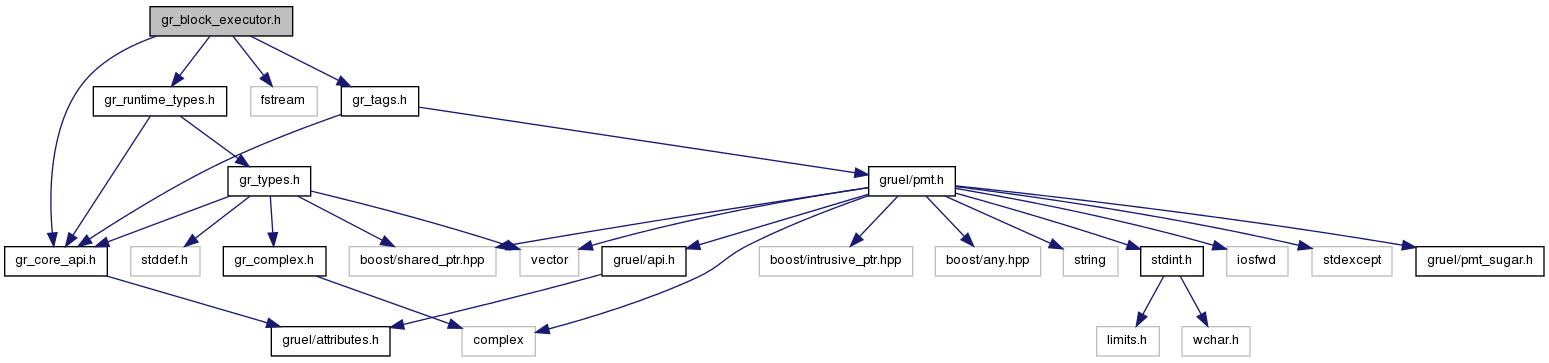 gr_block_executor.h
gr_runtime_types.h
fstream
gr_tags.h
gr_types.h
gruel/pmt.h
gr_core_api.h
stddef.h
gr_complex.h
boost/shared_ptr.hpp
vector
gruel/api.h
boost/intrusive_ptr.hpp
boost/any.hpp
string
stdint.h
iosfwd
stdexcept
gruel/pmt_sugar.h
gruel/attributes.h
complex
limits.h
wchar.h